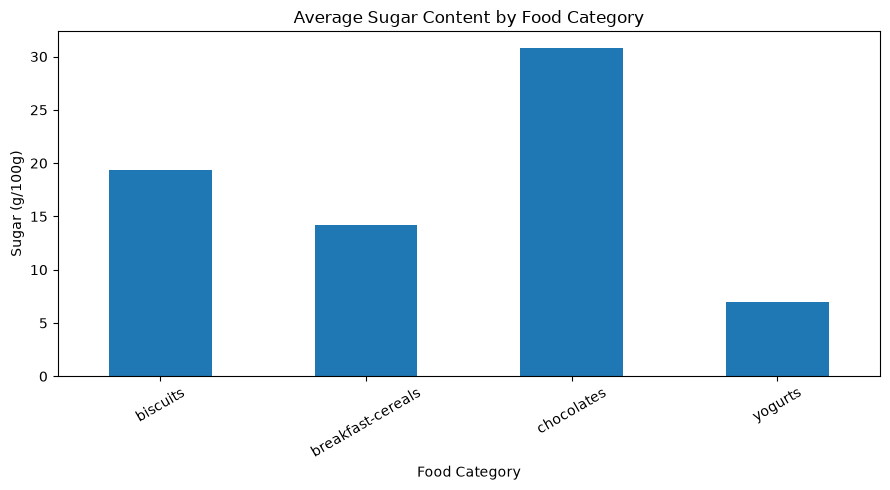 Average Sugar Content by Food Category
Sugar (g/100g)
30
25
20
15
10
5
0
biscuits
breakfast-cereals
chocolates
yogurts
Food Category